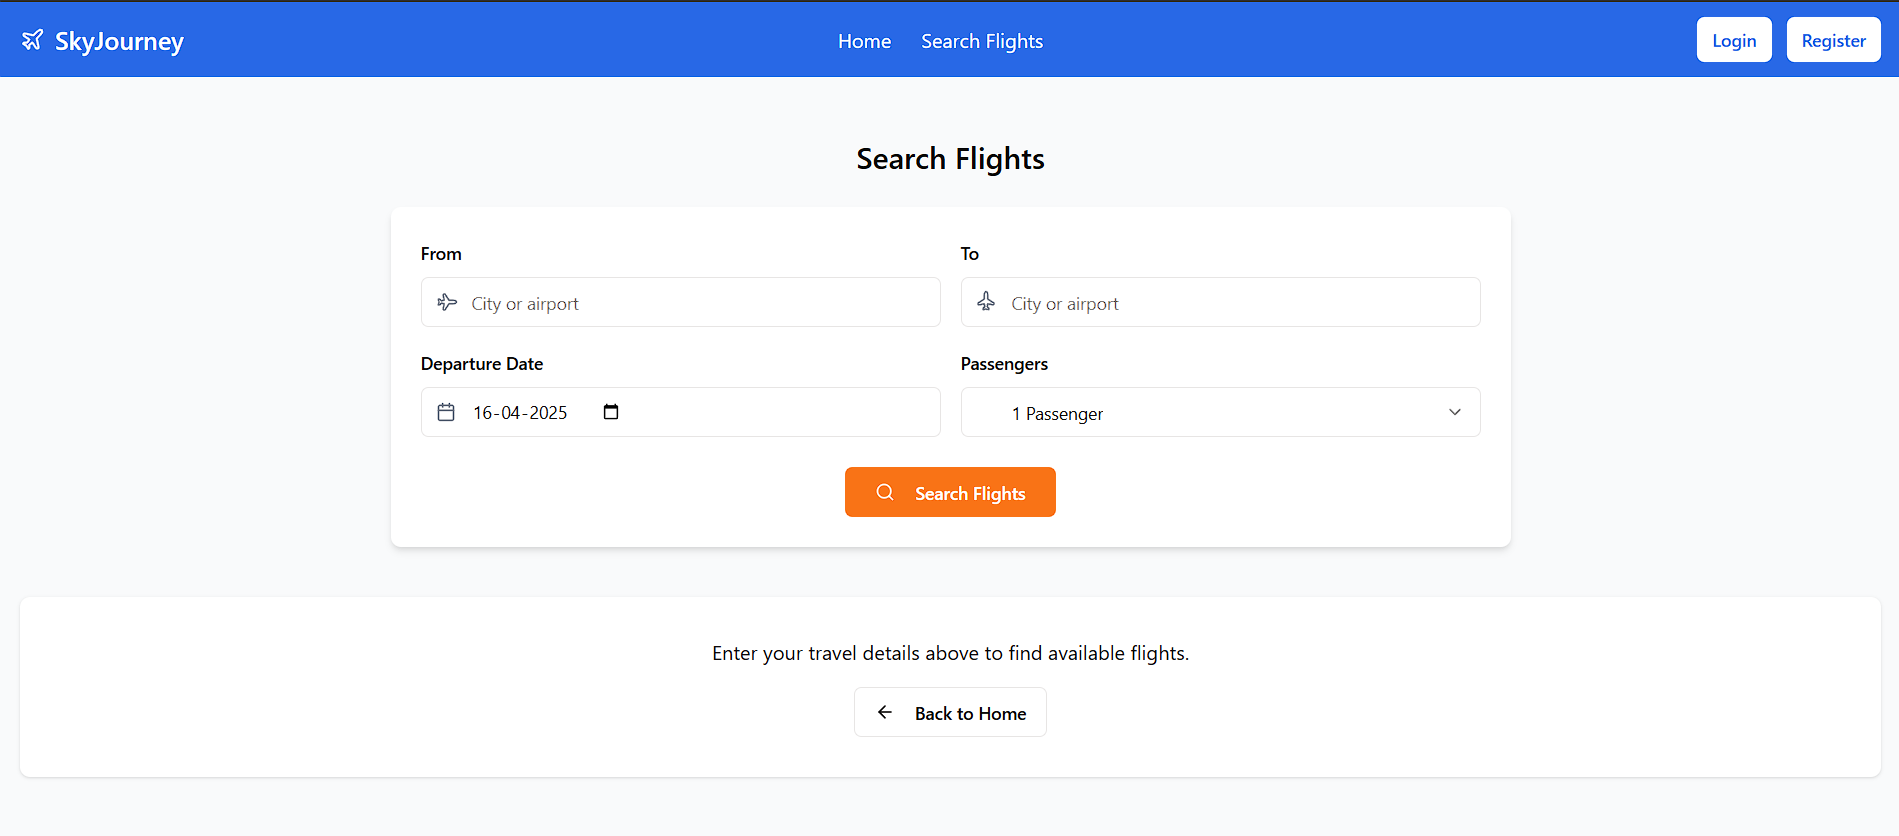 SkyJourney Home Search Flights Login Register
Search Flights
From To
City or airport City or airport
Departure Date Passengers
16-04-2025 1 Passenger
Search Flights
Enter your travel details above to find available flights.
Back to Home